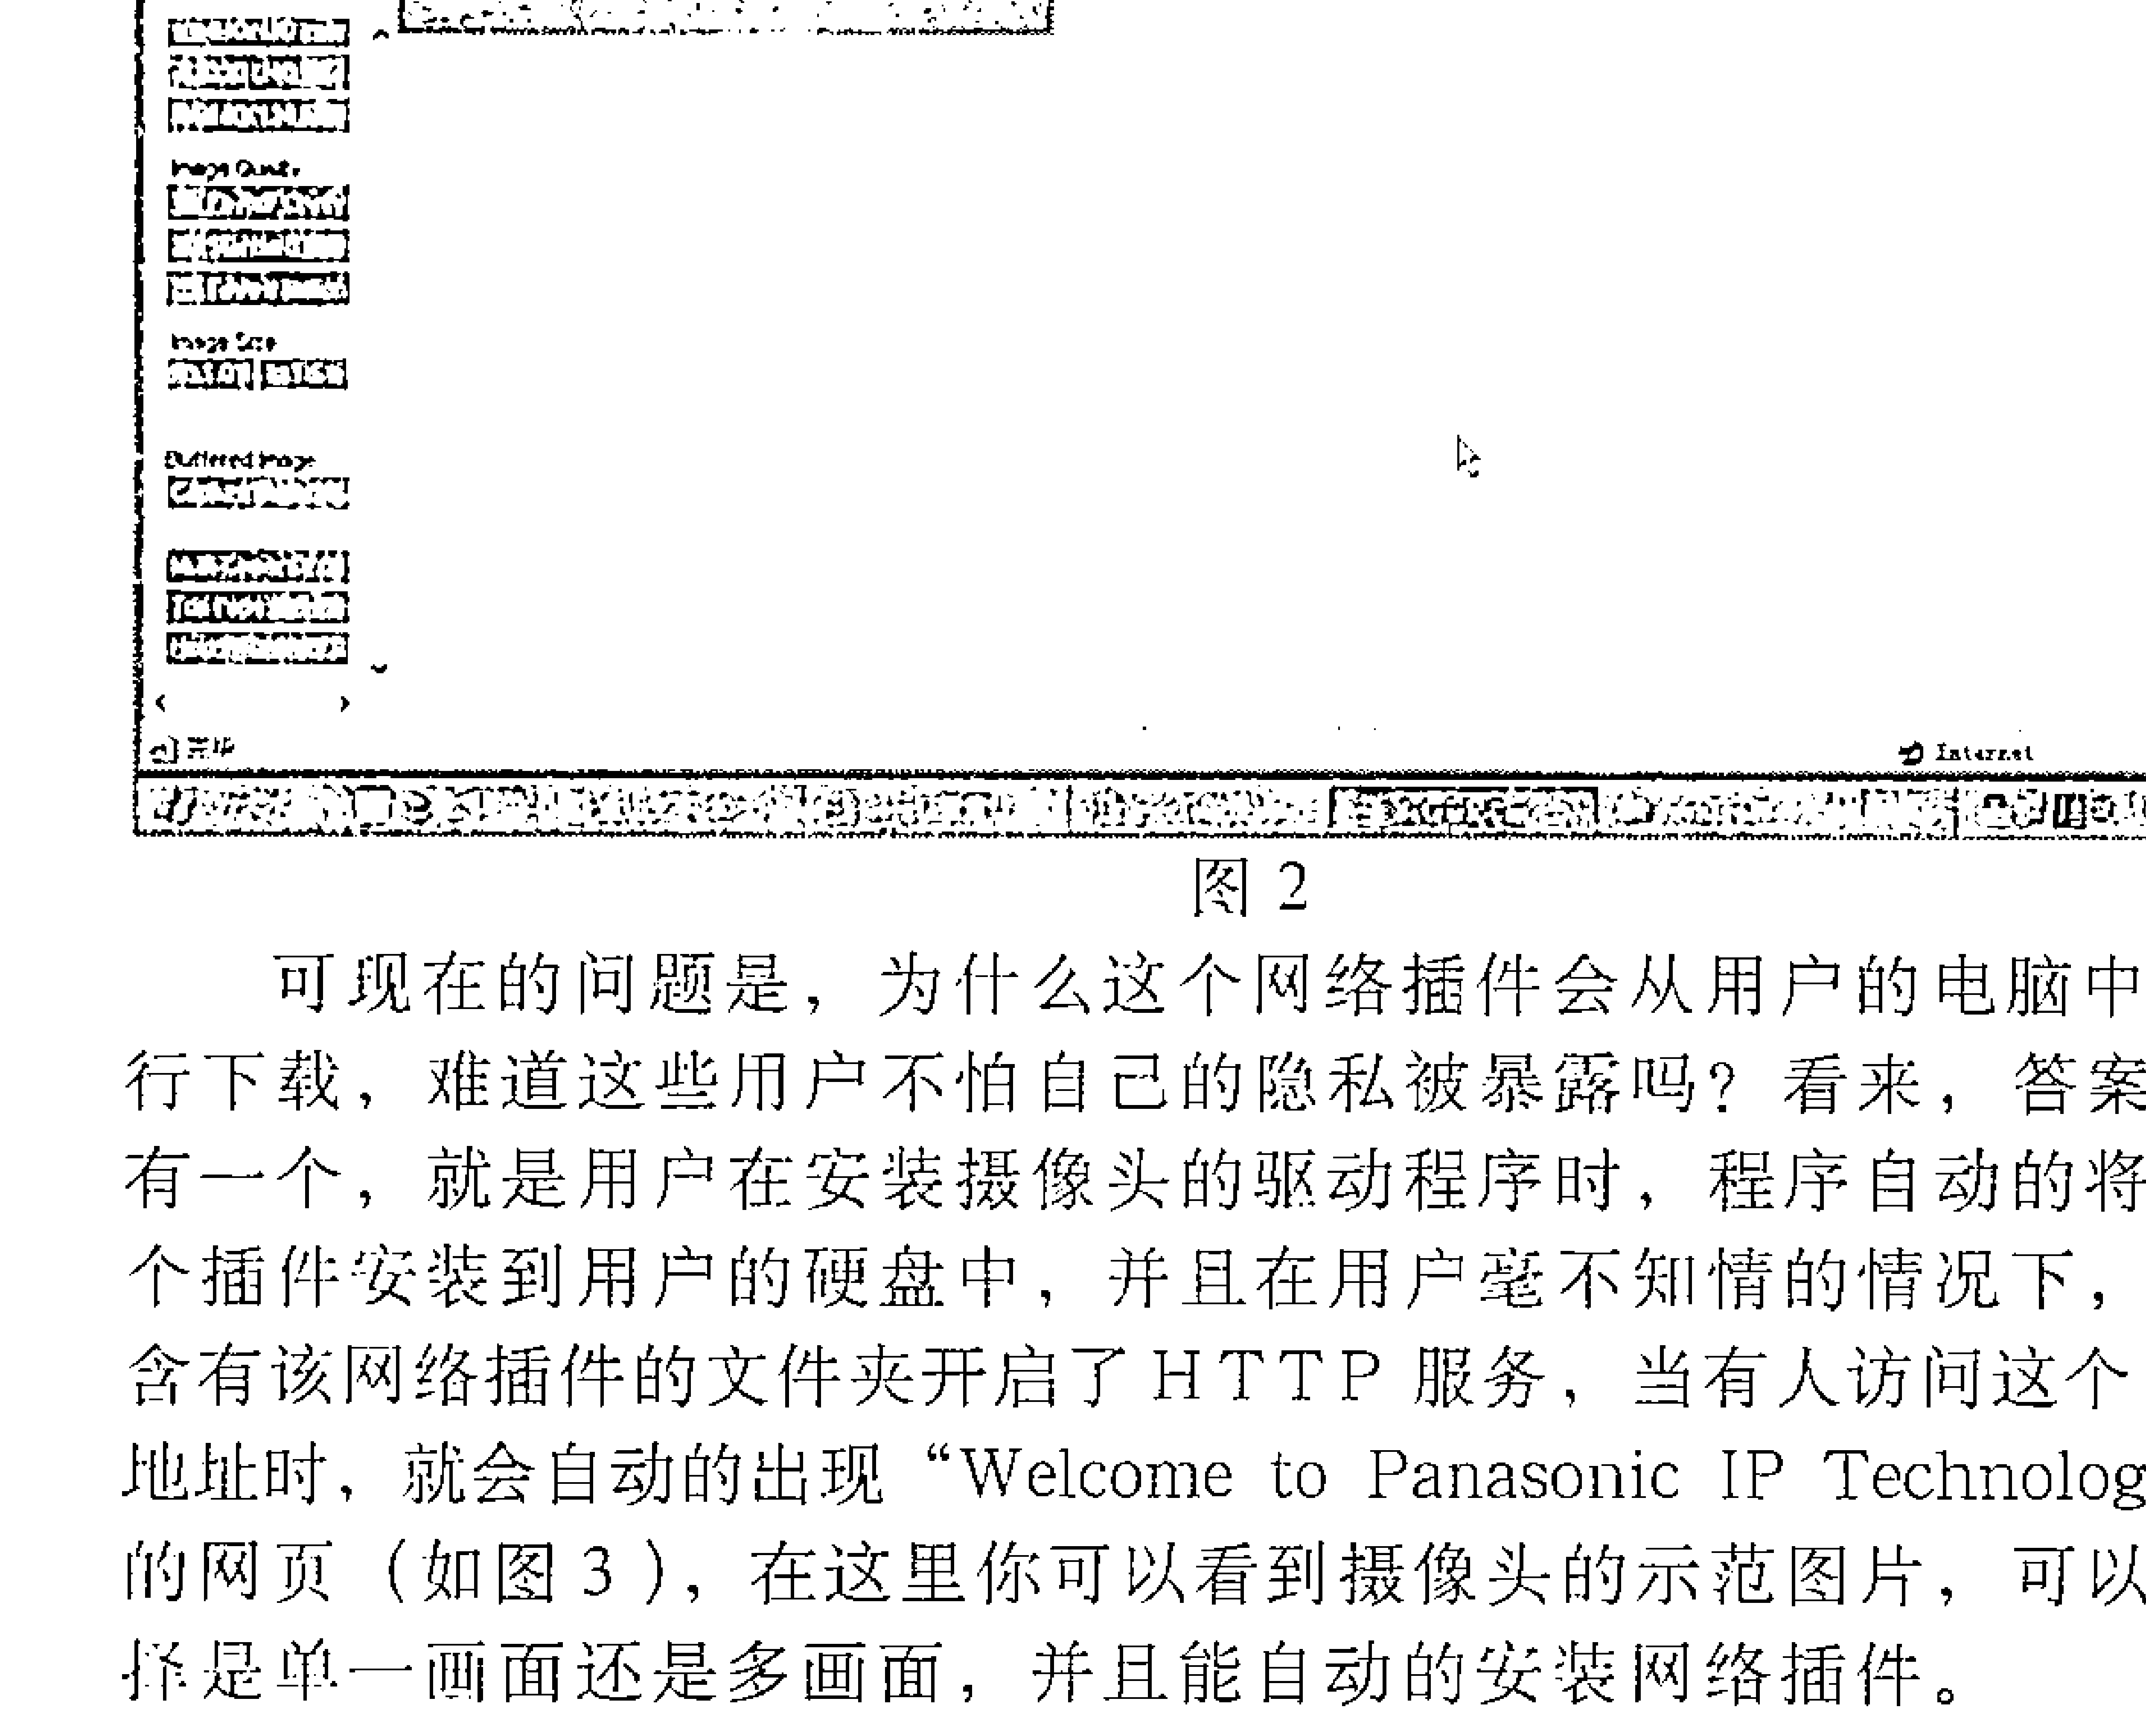 Image Quality
Image Size
Buffered Image
Internet
图 2
可现在的问题是，为什么这个网络插件会从用户的电脑中
行下载，难道这些用户不怕自己的隐私被暴露吗？看来，答案
有一个，就是用户在安装摄像头的驱动程序时，程序自动的将
个插件安装到用户的硬盘中，并且在用户毫不知情的情况下，
含有该网络插件的文件夹开启了 HTTP 服务，当有人访问这个
地址时，就会自动的出现“Welcome to Panasonic IP Technolog
的网页（如图 3），在这里你可以看到摄像头的示范图片，可以
择是单一画面还是多画面，并且能自动的安装网络插件。